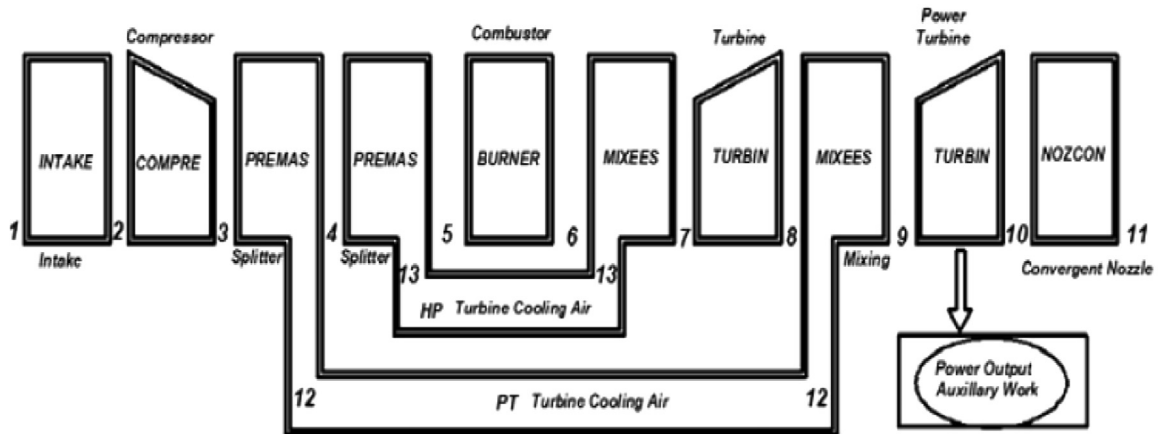 Compressor
Combustor
Turbine
Power
Turbine
INTAKE
COMPRE
PREMAS
PREMAS
BURNER
MIXEES
TURBIN
MIXEES
TURBIN
NOZCON
1
2
3
4
5
6
7
8
9
10
11
Intake
Splitter
Splitter
Mixing
Convergent Nozzle
13
13
HP Turbine Cooling Air
12
PT Turbine Cooling Air
12
Power Output
Auxillary Work